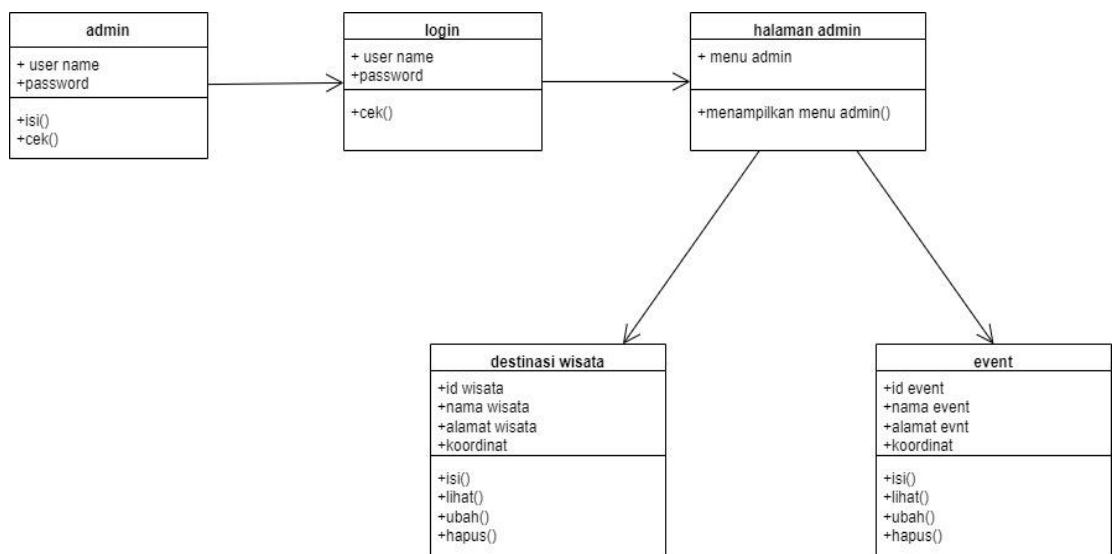 admin
+ user name
+password
+isi()
+cek()
login
+ user name
+password
+cek()
halaman admin
+ menu admin
+menampilkan menu admin()
destinasi wisata
+id wisata
+nama wisata
+alamat wisata
+koordinat
+isi()
+lihat()
+ubah()
+hapus()
event
+id event
+nama event
+alamat evnt
+koordinat
+isi()
+lihat()
+ubah()
+hapus()